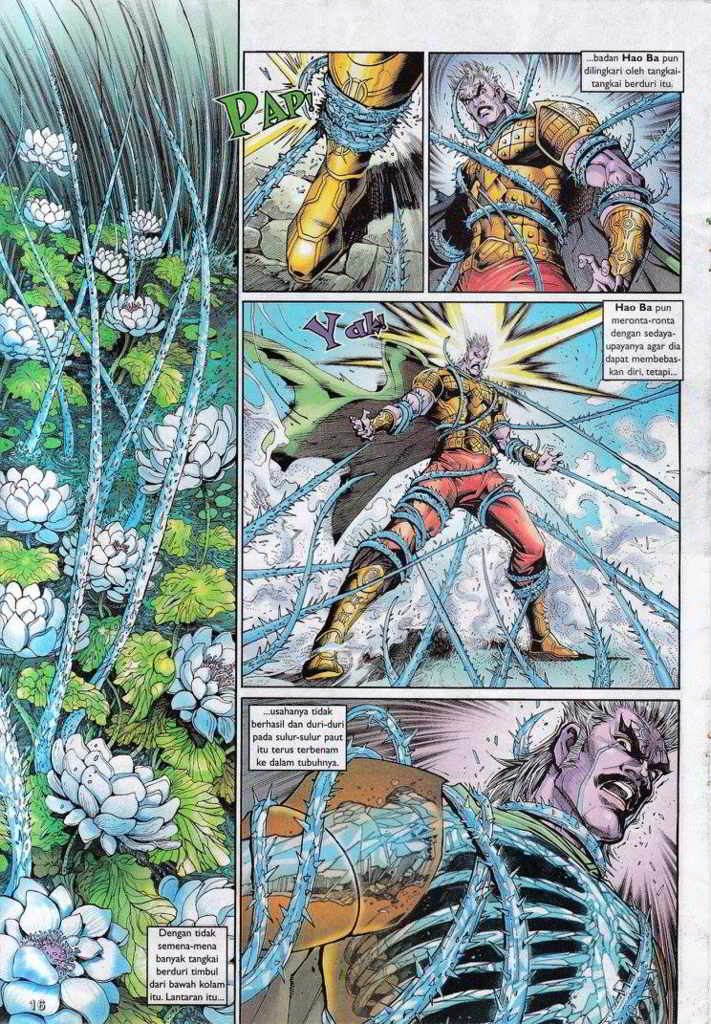 Dengan tidak
semena-mena
banyak tangkai
berduri timbul
dari bawah kolam
itu. Lantaran itu...
16
PAP!
...badan Hao Ba pun
dilingkari oleh tangkai-
tangkai berduri itu.
Yak
Hao Ba pun
meronta-ronta
dengan sedaya-
upayanya agar dia
dapat membebas-
kan diri, tetapi...
...usahanya tidak
berhasil dan duri-duri
pada sulur-sulur paut
itu terus terbenam
ke dalam tubuhnya.